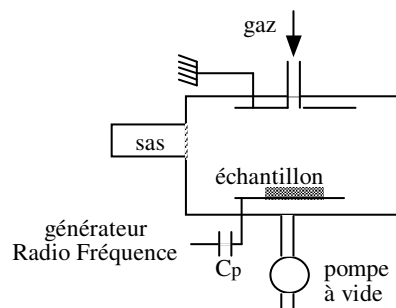 gaz
sas
échantillon
générateur
Radio Fréquence
Cp
pompe
à vide